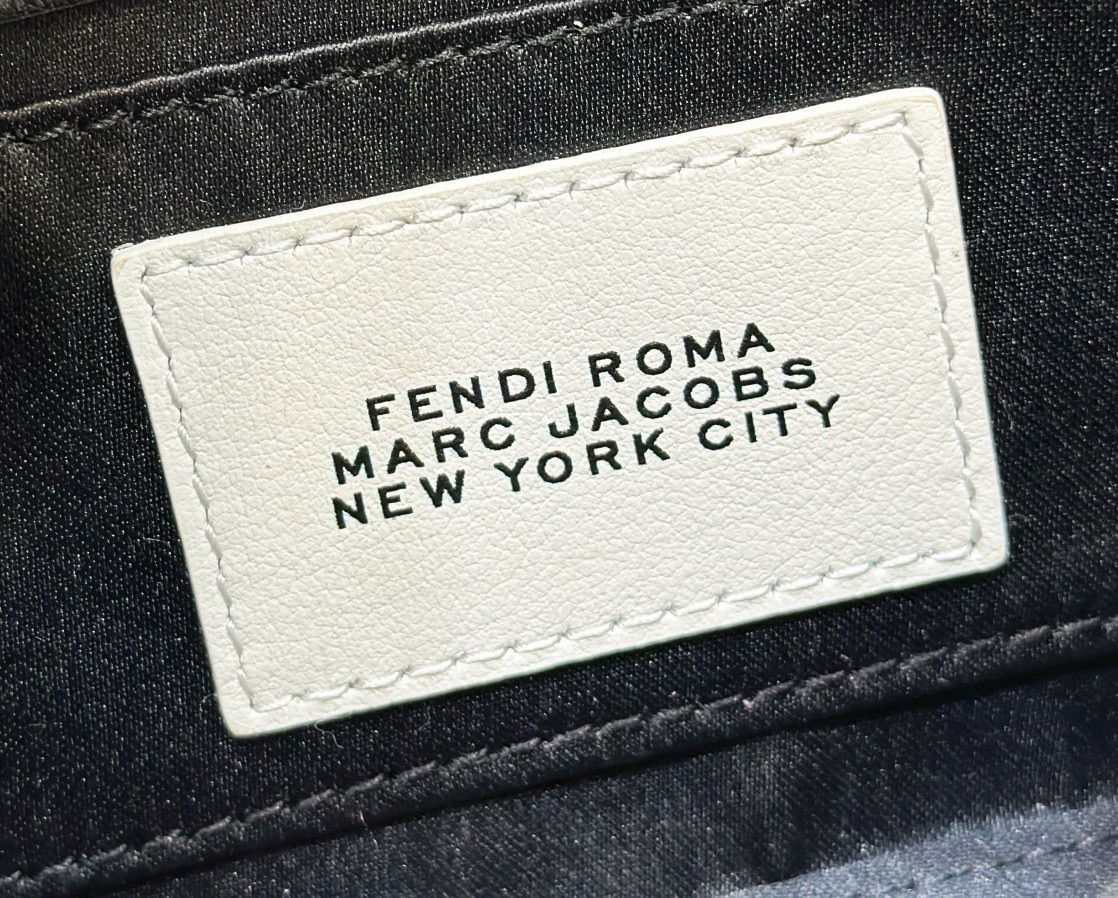 FENDI ROMA
MARC JACOBS
NEW YORK CITY